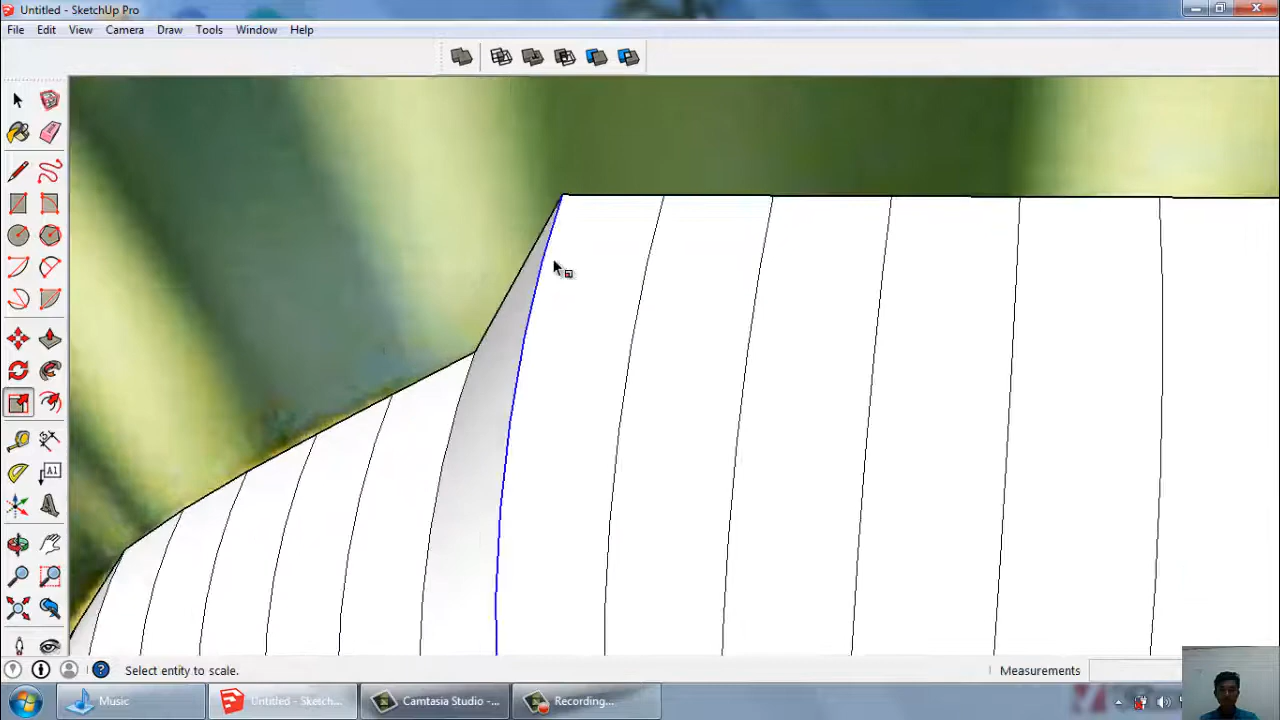 Untitled - SketchUp Pro
File Edit View Camera Draw Tools Window Help
A1
Select entity to scale.
Measurements
Music
Untitled - Sketch...
Camtasia Studio -...
Recording...